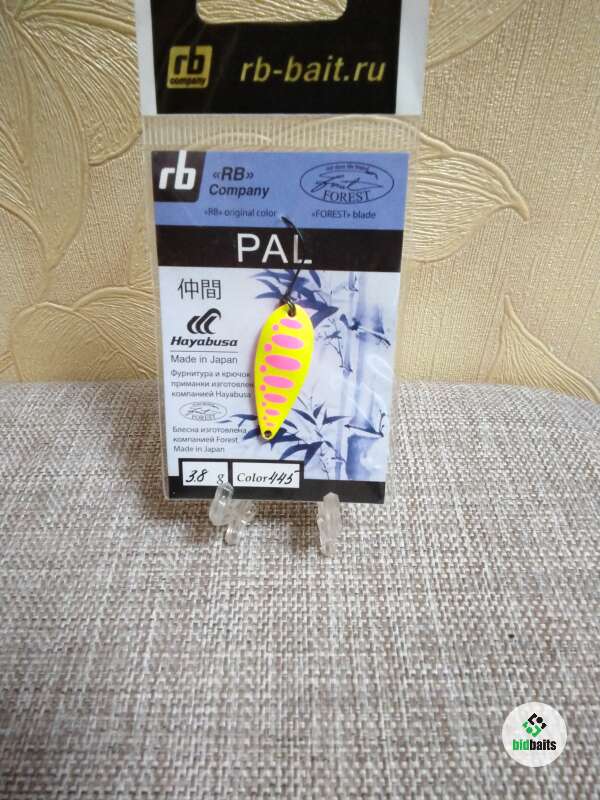 rb
company
rb-bait.ru
rb
«RB»
Company
FOREST
«RB» original color
«FOREST» blade
PAL
仲間
Hayabusa
Made in Japan
Фурнитура и крючок
приманки изготовлен
компанией Hayabusa
Блесна изготовлена
компанией Forest
Made in Japan
3.8 g Color 445
bidbaits